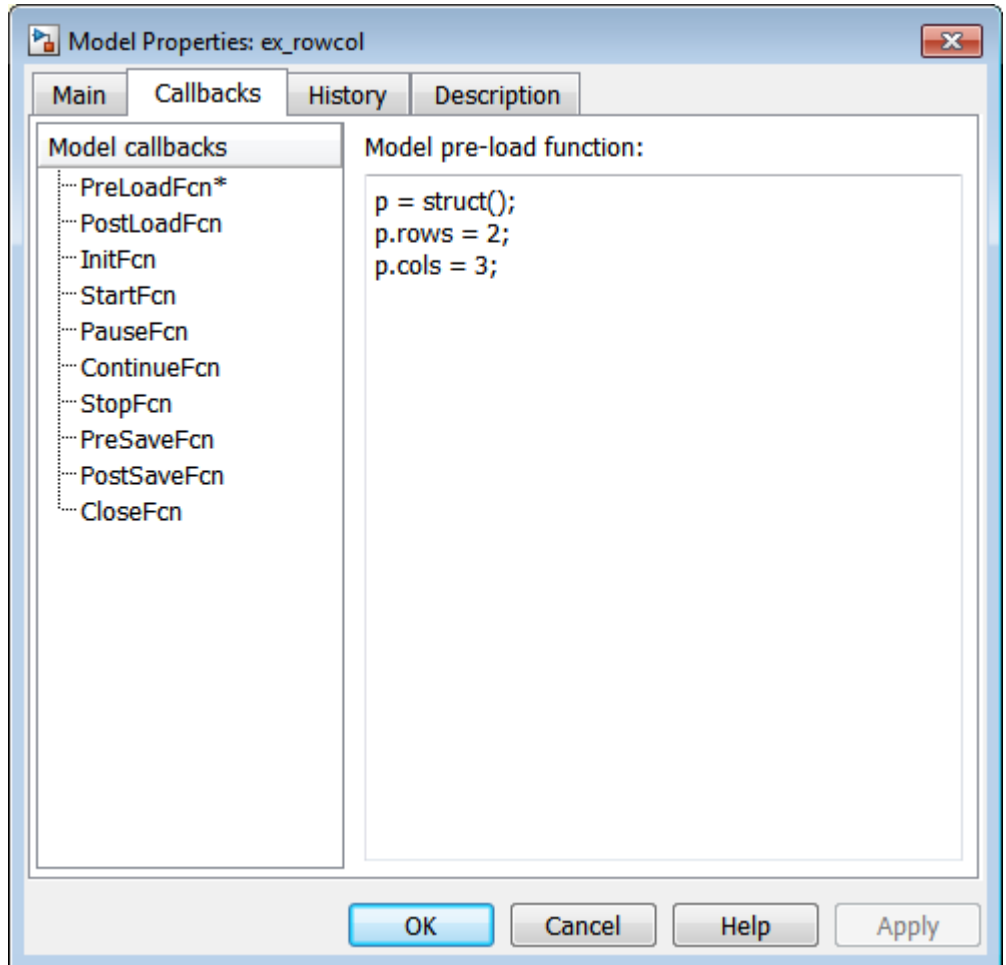 Model Properties: ex_rowcol
Main Callbacks History Description
Model callbacks
PreLoadFcn*
PostLoadFcn
InitFcn
StartFcn
PauseFcn
ContinueFcn
StopFcn
PreSaveFcn
PostSaveFcn
CloseFcn
Model pre-load function:
p = struct();
p.rows = 2;
p.cols = 3;
OK Cancel Help Apply